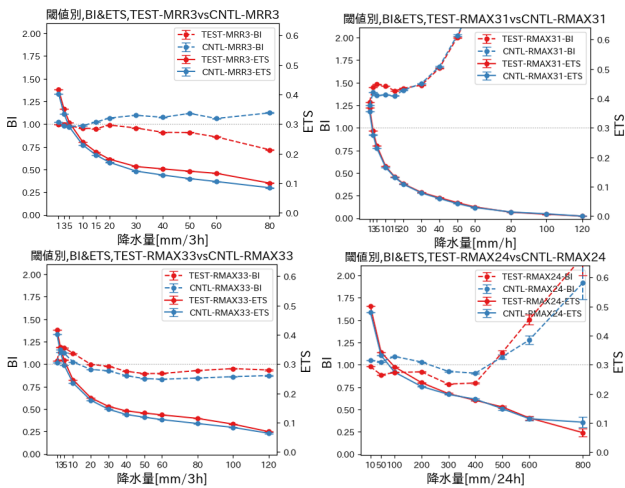 閾値別,BI&ETS,TEST-MRR3vsCNTL-MRR3
2.00
1.75
1.50
1.25
1.00
0.75
0.50
0.25
0.00
BI
TEST-MRR3-BI
CNTL-MRR3-BI
TEST-MRR3-ETS
CNTL-MRR3-ETS
0.6
0.5
0.4
0.3
0.2
0.1
0.0
ETS
1 3 5 10 15 20 30 40 50 60 80
降水量[mm/3h]
閾値別,BI&ETS,TEST-RMAX31vsCNTL-RMAX31
2.00
1.75
1.50
1.25
1.00
0.75
0.50
0.25
0.00
BI
TEST-RMAX31-BI
CNTL-RMAX31-BI
TEST-RMAX31-ETS
CNTL-RMAX31-ETS
0.6
0.5
0.4
0.3
0.2
0.1
0.0
ETS
1 3 5 10 15 20 30 40 50 60 80 100 120
降水量[mm/h]
閾値別,BI&ETS,TEST-RMAX33vsCNTL-RMAX33
2.00
1.75
1.50
1.25
1.00
0.75
0.50
0.25
0.00
BI
TEST-RMAX33-BI
CNTL-RMAX33-BI
TEST-RMAX33-ETS
CNTL-RMAX33-ETS
0.6
0.5
0.4
0.3
0.2
0.1
0.0
ETS
1 3 5 10 20 30 40 50 60 80 100 120
降水量[mm/3h]
閾値別,BI&ETS,TEST-RMAX24vsCNTL-RMAX24
2.00
1.75
1.50
1.25
1.00
0.75
0.50
0.25
0.00
BI
TEST-RMAX24-BI
CNTL-RMAX24-BI
TEST-RMAX24-ETS
CNTL-RMAX24-ETS
0.6
0.5
0.4
0.3
0.2
0.1
0.0
ETS
10 50 100 200 300 400 500 600 800
降水量[mm/24h]